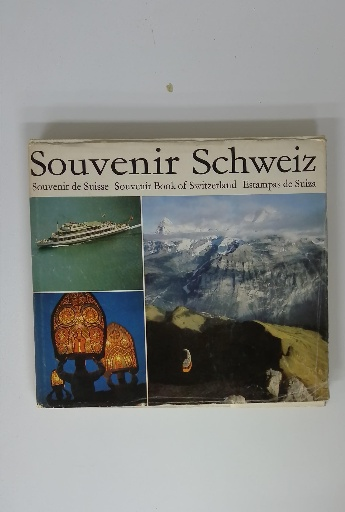 Souvenir Schweiz
Souvenir de Suisse Souvenir Book of Switzerland Estampas de Suiza